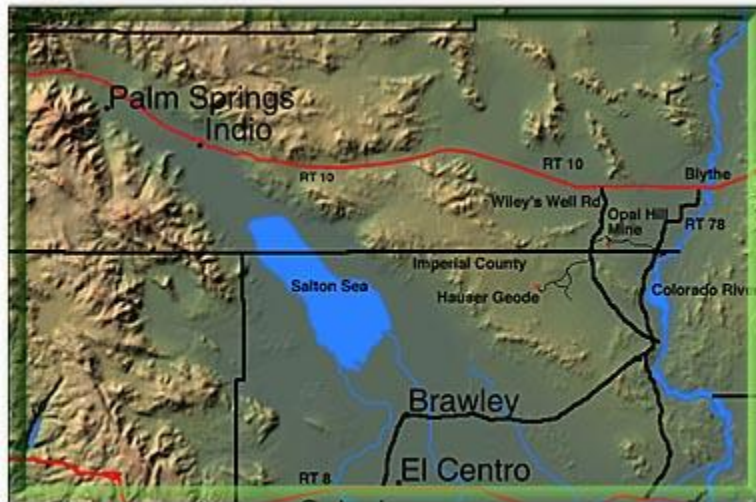 Palm Springs
Indio
RT 10
RT 10
Blythe
Wiley's Well Rd
Opal Hill
Mine
RT 78
Imperial County
Salton Sea
Hauser Geode
Colorado River
Brawley
RT 8
El Centro